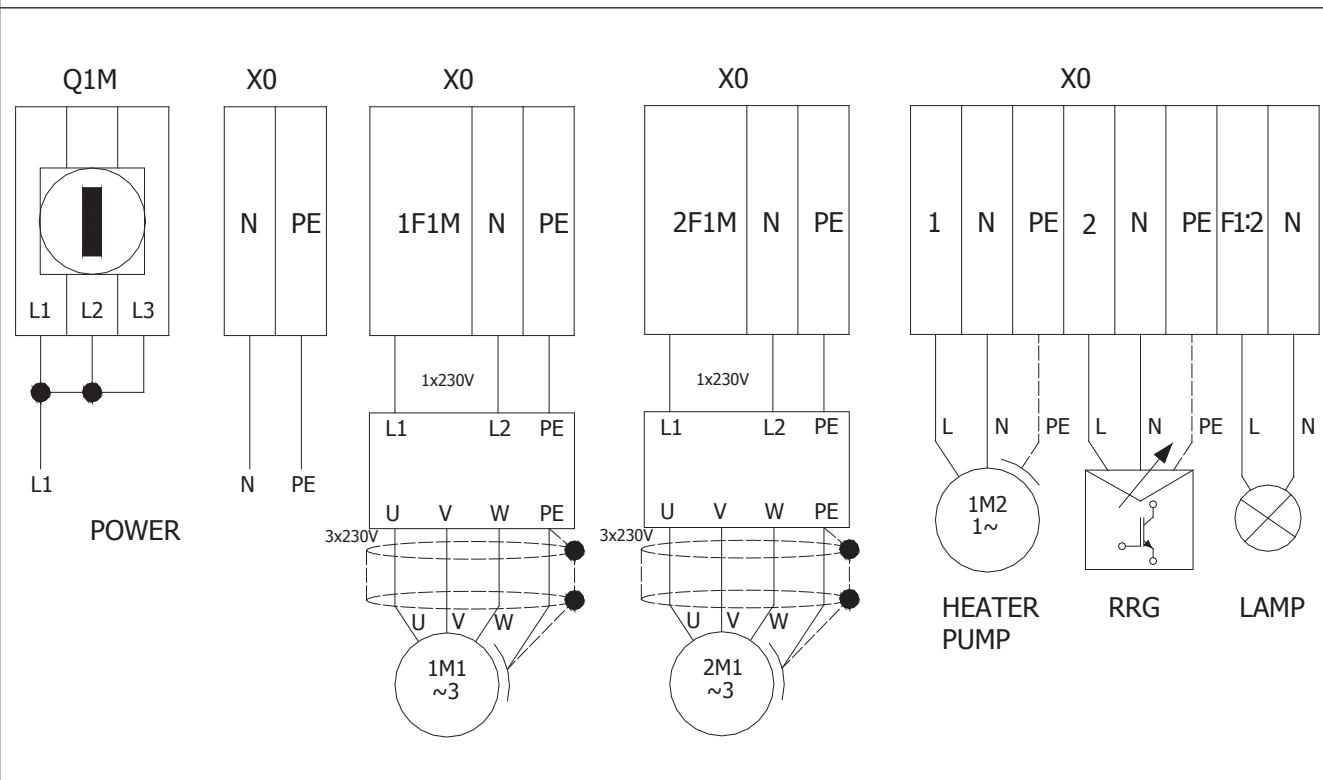 Q1M X0 X0 X0 X0
N PE 1F1M N PE 2F1M N PE 1 N PE 2 N PE F1:2 N
L1 L2 L3
1x230V 1x230V
L1 L2 PE L1 L2 PE L N PE L N PE L N
L1 N PE
U V W PE U V W PE
POWER
3x230V 3x230V
1M2
1~
U V W U V W
HEATER RRG LAMP
PUMP
1M1 2M1
~3 ~3